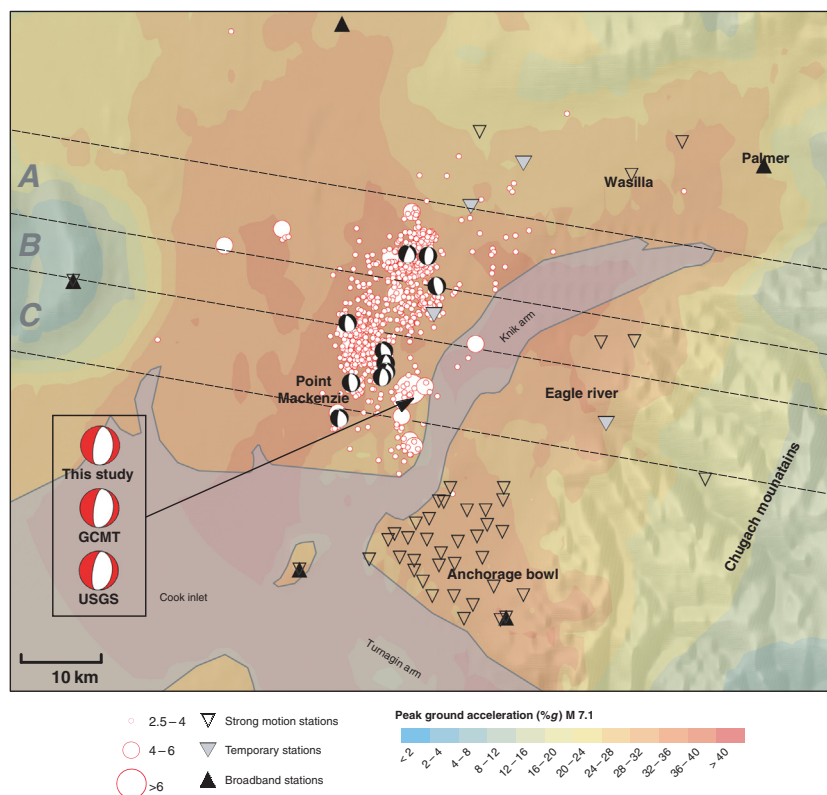 A
Wasilla
Palmer
B
C
Knik arm
Point
Mackenzie
Eagle river
This study
GCMT
USGS
Chugach mountains
Anchorage bowl
Cook inlet
Turnagin arm
10 km
2.5 – 4
4 – 6
>6
Strong motion stations
Temporary stations
Broadband stations
Peak ground acceleration (%g) M 7.1
< 2
2–4
4–8
8–12
12–16
16–20
20–24
24–28
28–32
32–36
36–40
> 40